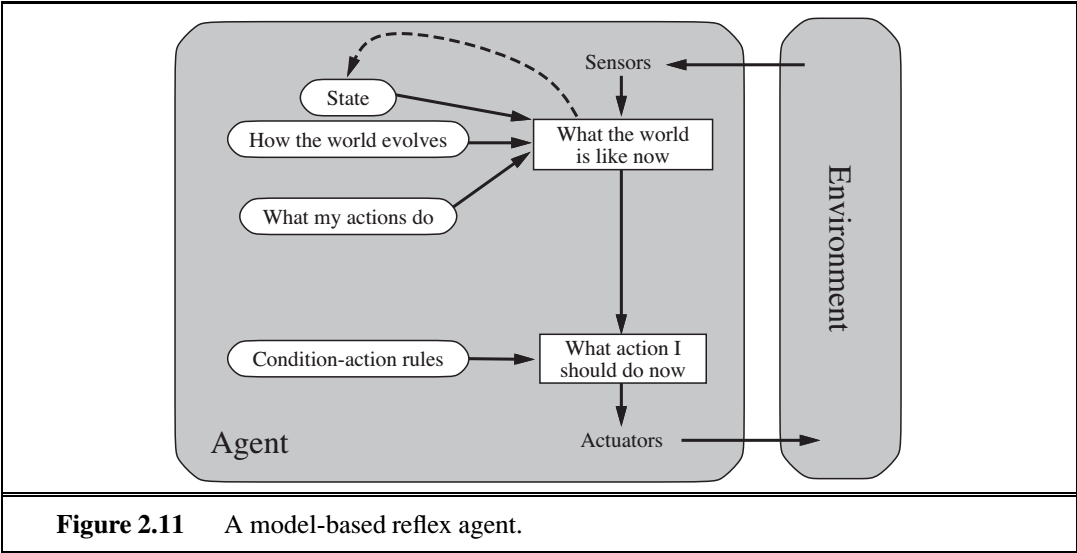 Sensors
State
What the world
is like now
How the world evolves
What my actions do
Environment
Condition-action rules
What action I
should do now
Agent
Actuators
Figure 2.11 A model-based reflex agent.